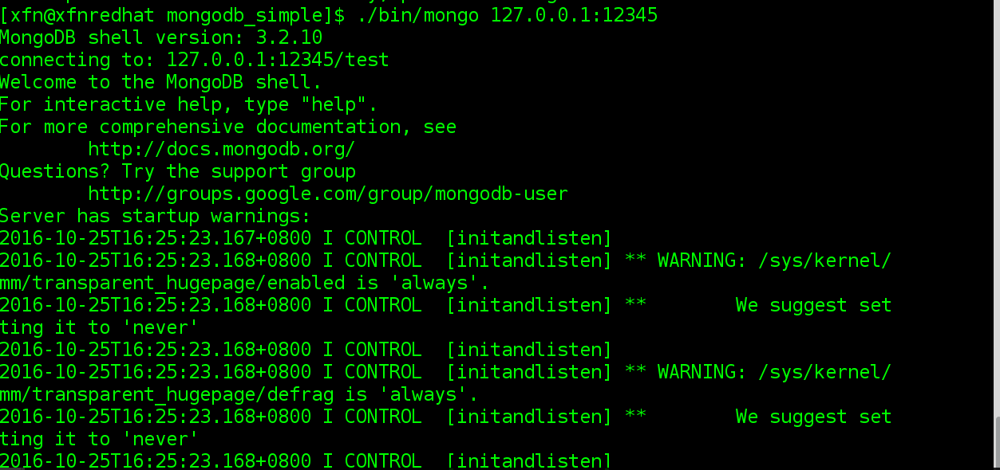 [xfn@xfnredhat mongodb_simple]$ ./bin/mongo 127.0.0.1:12345
MongoDB shell version: 3.2.10
connecting to: 127.0.0.1:12345/test
Welcome to the MongoDB shell.
For interactive help, type "help".
For more comprehensive documentation, see
        http://docs.mongodb.org/
Questions? Try the support group
        http://groups.google.com/group/mongodb-user
Server has startup warnings:
2016-10-25T16:25:23.167+0800 I CONTROL  [initandlisten]
2016-10-25T16:25:23.168+0800 I CONTROL  [initandlisten] ** WARNING: /sys/kernel/
mm/transparent_hugepage/enabled is 'always'.
2016-10-25T16:25:23.168+0800 I CONTROL  [initandlisten] **        We suggest set
ting it to 'never'
2016-10-25T16:25:23.168+0800 I CONTROL  [initandlisten]
2016-10-25T16:25:23.168+0800 I CONTROL  [initandlisten] ** WARNING: /sys/kernel/
mm/transparent_hugepage/defrag is 'always'.
2016-10-25T16:25:23.168+0800 I CONTROL  [initandlisten] **        We suggest set
ting it to 'never'
2016-10-25T16:25:23.168+0800 I CONTROL  [initandlisten]